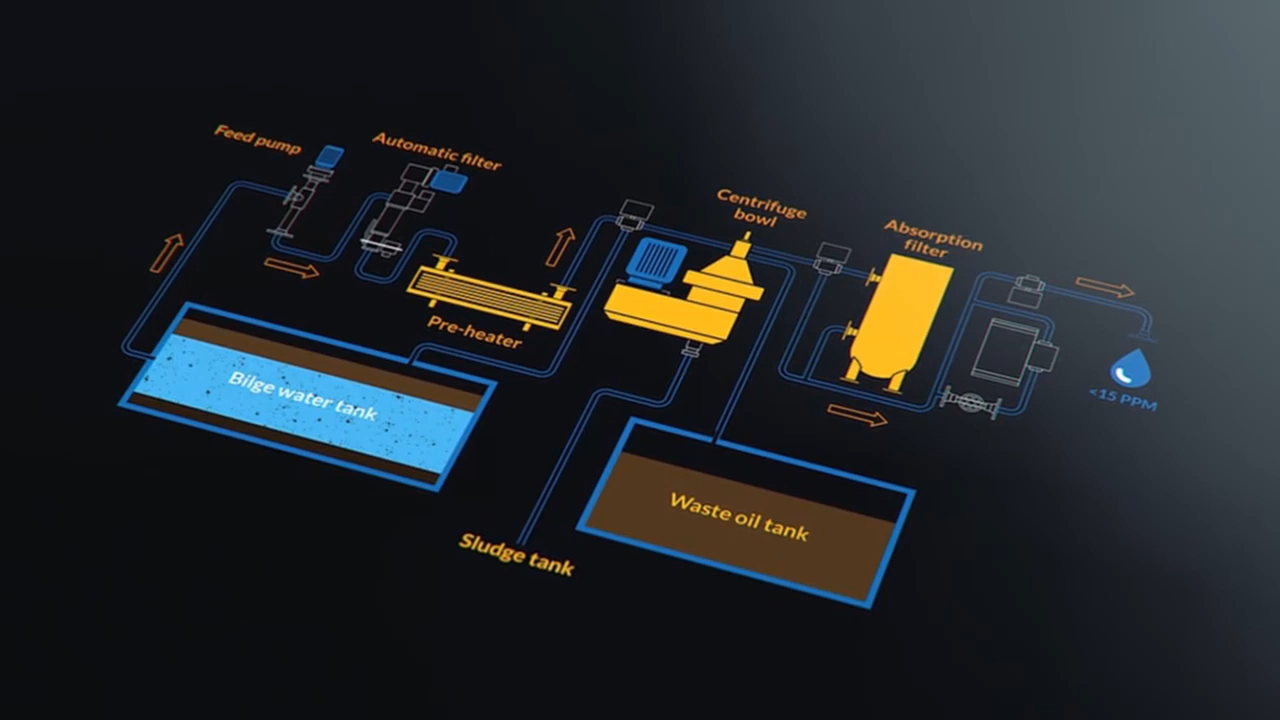 Feed pump
Automatic filter
Centrifuge
bowl
Absorption
filter
Pre-heater
Bilge water tank
<15 PPM
Waste oil tank
Sludge tank